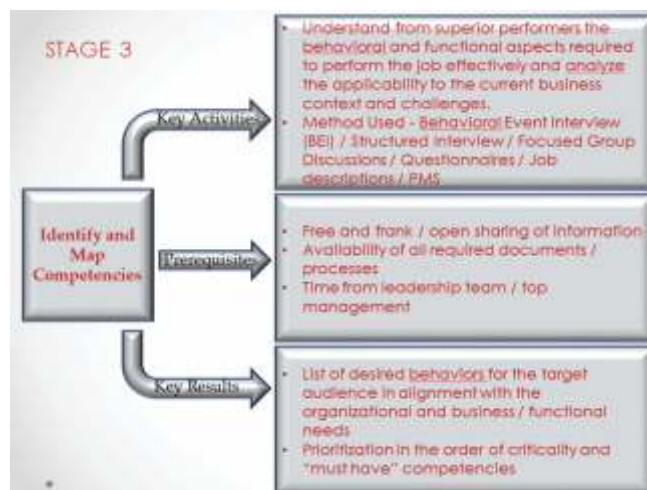 STAGE 3
Key Activities
• Understand from superior performers the
behavioral and functional aspects required
to perform the job effectively and analyze
the applicability to the current business
context and challenges.
• Method Used - Behavioral Event Interview
(BEI) / Structured Interview / Focused Group
Discussions / Questionnaires / Job
descriptions / PMS
Identify and
Map
Competencies
Prerequisites
• Free and frank / open sharing of information
• Availability of all required documents /
processes
• Time from leadership team / top
management
Key Results
• List of desired behaviors for the target
audience in alignment with the
organizational and business / functional
needs
• Prioritization in the order of criticality and
"must have" competencies